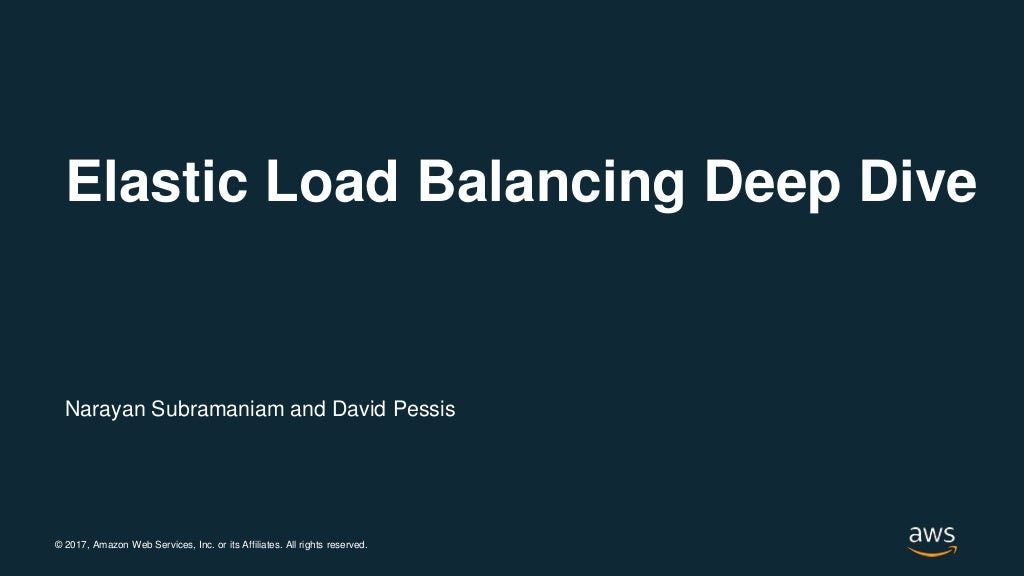 Elastic Load Balancing Deep Dive
Narayan Subramaniam and David Pessis
© 2017, Amazon Web Services, Inc. or its Affiliates. All rights reserved.
aws